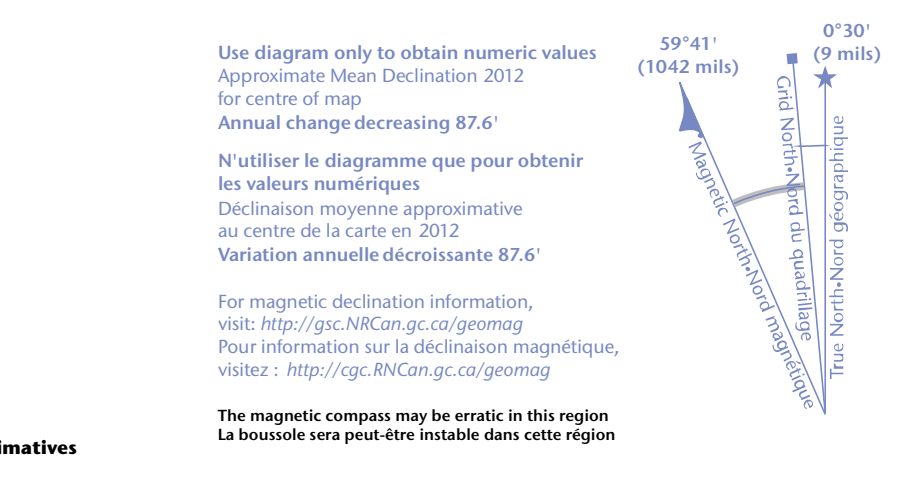 Use diagram only to obtain numeric values
Approximate Mean Declination 2012
for centre of map
Annual change decreasing 87.6'
N'utiliser le diagramme que pour obtenir
les valeurs numériques
Déclinaison moyenne approximative
au centre de la carte en 2012
Variation annuelle décroissante 87.6'
For magnetic declination information,
visit: http://gsc.NRCan.gc.ca/geomag
Pour information sur la déclinaison magnétique,
visitez : http://cgc.RNCan.gc.ca/geomag
The magnetic compass may be erratic in this region
La boussole sera peut-être instable dans cette région
imatives
59°41'
(1042 mils)
0°30'
(9 mils)
Magnetic North•Nord magnétique
Grid North•Nord du quadrillage
True North•Nord géographique